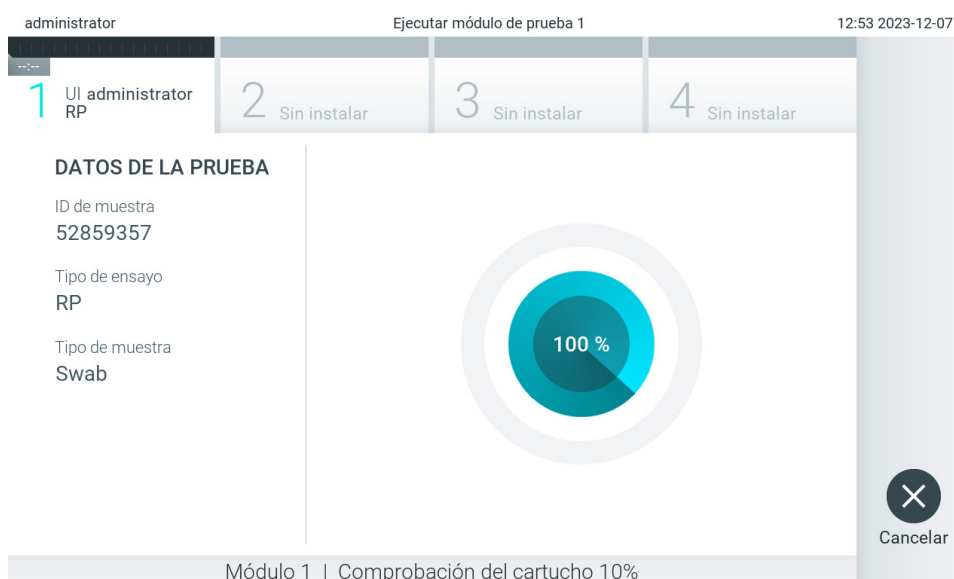 administrator
Ejecutar módulo de prueba 1
12:53 2023-12-07
--:--
1 UI administrator
RP
2 Sin instalar
3 Sin instalar
4 Sin instalar
DATOS DE LA PRUEBA
ID de muestra
52859357
Tipo de ensayo
RP
Tipo de muestra
Swab
100 %
Cancelar
Módulo 1 | Comprobación del cartucho 10%